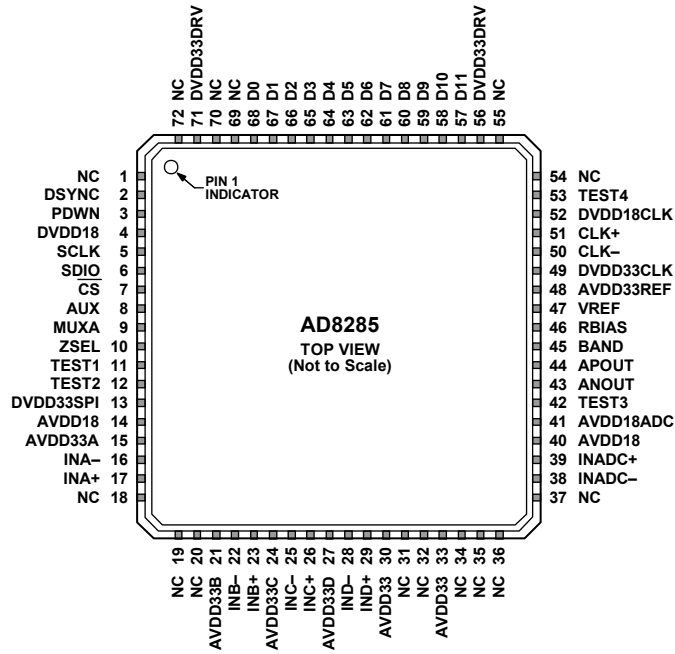 72 NC
71 DVDD33DRV
70 NC
69 NC
68 D0
67 D1
66 D2
65 D3
64 D4
63 D5
62 D6
61 D7
60 D8
59 D9
58 D10
57 D11
56 DVDD33DRV
55 NC
PIN 1
INDICATOR
NC 1
DSYNC 2
PDWN 3
DVDD18 4
SCLK 5
SDIO 6
CS 7
AUX 8
MUXA 9
ZSEL 10
TEST1 11
TEST2 12
DVDD33SPI 13
AVDD18 14
AVDD33A 15
INA– 16
INA+ 17
NC 18
AD8285
TOP VIEW
(Not to Scale)
54 NC
53 TEST4
52 DVDD18CLK
51 CLK+
50 CLK–
49 DVDD33CLK
48 AVDD33REF
47 VREF
46 RBIAS
45 BAND
44 APOUT
43 ANOUT
42 TEST3
41 AVDD18ADC
40 AVDD18
39 INADC+
38 INADC–
37 NC
NC 19
NC 20
AVDD33B 21
INB– 22
INB+ 23
AVDD33C 24
INC– 25
INC+ 26
AVDD33D 27
IND– 28
IND+ 29
AVDD33 30
NC 31
NC 32
AVDD33 33
NC 34
NC 35
NC 36